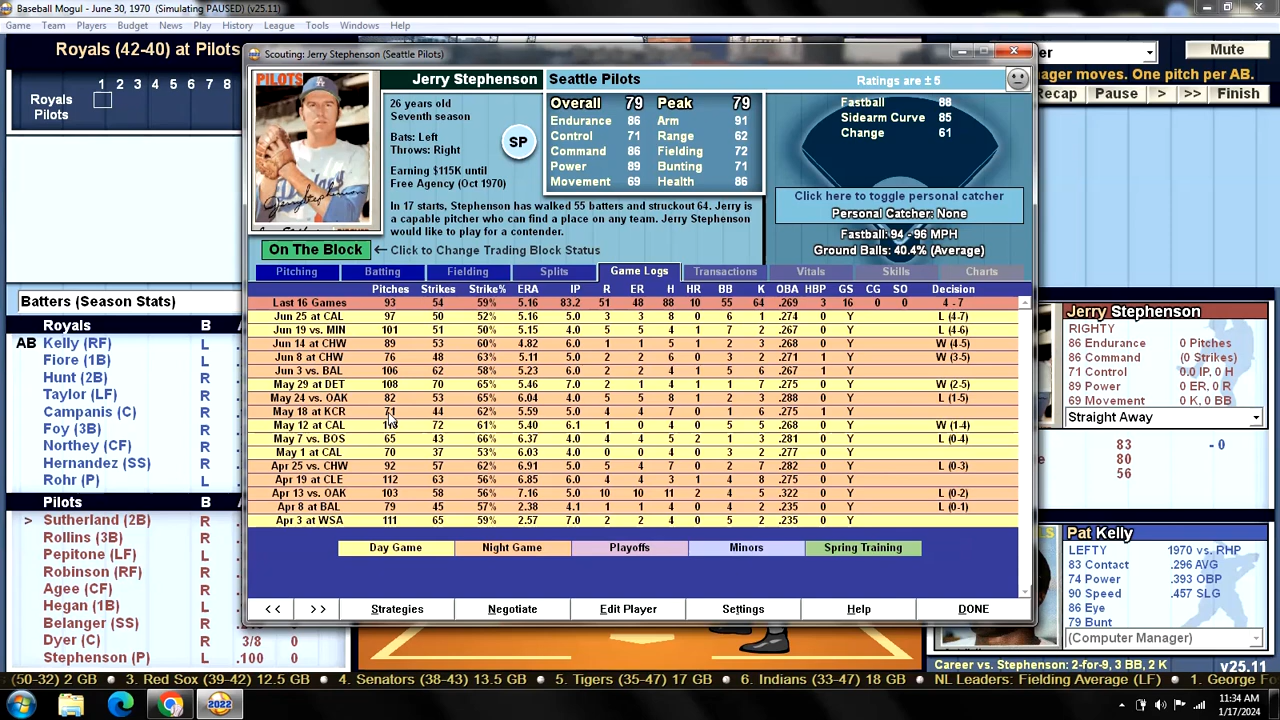 Baseball Mogul - June 30, 1970 (Simulating PAUSED) (v25.11)
Game Team Players Budget News Play History League Tools Windows Help
Royals (42-40) at Pilots
1 2 3 4 5 6 7 8
Royals
Pilots
Mute
nager moves. One pitch per AB.
Recap Pause > >> Finish
Scouting: Jerry Stephenson (Seattle Pilots)
PILOTS
Jerry Stephenson
Seattle Pilots
Ratings are ± 5
26 years old
Seventh season
Bats: Left
Throws: Right
Earning $115K until
Free Agency (Oct 1970)
SP
Overall 79 Peak 79
Endurance 86 Arm 91
Control 71 Range 62
Command 86 Fielding 72
Power 89 Bunting 71
Movement 69 Health 86
Fastball 88
Sidearm Curve 85
Change 61
Click here to toggle personal catcher
Personal Catcher: None
Fastball: 94 - 96 MPH
Ground Balls: 40.4% (Average)
In 17 starts, Stephenson has walked 55 batters and struckout 64. Jerry is
a capable pitcher who can find a place on any team. Jerry Stephenson
would like to play for a contender.
On The Block
Click to Change Trading Block Status
Pitching Batting Fielding Splits Game Logs Transactions Vitals Skills Charts
Pitches Strikes Strike% ERA IP R ER H HR BB K OBA HBP GS CG SO Decision
Last 16 Games 93 54 59% 5.16 83.2 51 48 88 10 55 64 .269 3 16 0 0 4 - 7
Jun 25 at CAL 97 50 52% 5.16 5.0 3 3 8 0 6 1 .274 0 Y L (4-7)
Jun 19 vs. MIN 101 51 50% 5.15 4.0 5 5 4 1 7 2 .267 0 Y L (4-6)
Jun 14 at CHW 89 53 60% 4.82 6.0 1 1 5 1 3 2 .268 0 Y W (4-5)
Jun 8 at CHW 76 48 63% 5.11 5.0 2 2 6 0 3 2 .271 1 Y W (3-5)
Jun 3 vs. BAL 106 62 58% 5.23 6.0 2 2 4 1 5 6 .267 1 Y
May 29 at DET 108 70 65% 5.46 7.0 2 1 4 1 1 7 .275 0 Y W (2-5)
May 24 vs. OAK 82 53 65% 6.04 4.0 5 5 8 1 3 2 .288 0 Y L (1-5)
May 18 at KCR 71 44 62% 5.59 5.0 4 4 7 0 1 6 .275 1 Y
May 12 at CAL 72 61% 5.40 6.1 1 0 4 0 5 5 .268 0 Y W (1-4)
May 7 vs. BOS 65 43 66% 6.37 4.0 4 4 5 2 1 3 .281 0 Y L (0-4)
May 1 at CAL 70 37 53% 6.03 4.0 0 0 4 0 3 2 .277 0 Y
Apr 25 vs. CHW 92 57 62% 6.91 5.0 5 4 7 0 2 7 .282 0 Y L (0-3)
Apr 19 at CLE 112 63 56% 6.85 6.0 4 4 3 1 4 8 .275 0 Y
Apr 13 vs. OAK 103 58 56% 7.16 5.0 10 10 11 2 4 5 .322 0 Y L (0-2)
Apr 8 at BAL 79 45 57% 2.38 4.1 1 1 4 0 4 2 .235 0 Y L (0-1)
Apr 3 at WSA 111 65 59% 2.57 7.0 2 2 4 0 5 2 .235 0 Y
Day Game Night Game Playoffs Minors Spring Training
<< >> Strategies Negotiate Edit Player Settings Help DONE
Batters (Season Stats)
Royals B
AB Kelly (RF) L
Fiore (1B) L
Hunt (2B) R
Taylor (LF) R
Campanis (C) R
Foy (3B) R
Northey (CF) R
Hernandez (SS) R
Rohr (P) L
Pilots B
> Sutherland (2B) R
Rollins (3B) R
Pepitone (LF) L
Robinson (RF) R
Agee (CF) R
Hegan (1B) L
Belanger (SS) R
Dyer (C) R 3/8 0
Stephenson (P) L .100 0
Jerry Stephenson
RIGHTY
86 Endurance 0 Pitches
86 Command (0 Strikes)
71 Control 0.0 IP, 0 H
89 Power 0 ER, 0 R
69 Movement 0 K, 0 BB
Straight Away
83 - 0
80
56
Pat Kelly
LEFTY 1970 vs. RHP
83 Contact .296 AVG
74 Power .393 OBP
90 Speed .457 SLG
86 Eye
79 Bunt
(Computer Manager)
Career vs. Stephenson: 2-for-9, 3 BB, 2 K
v25.11
(50-32) 2 GB • 3. Red Sox (39-42) 12.5 GB • 4. Senators (38-43) 13.5 GB • 5. Tigers (35-47) 17 GB • 6. Indians (33-47) 18 GB • NL Leaders: Fielding Average (LF) • 1. George Fo
2022
11:34 AM
1/17/2024